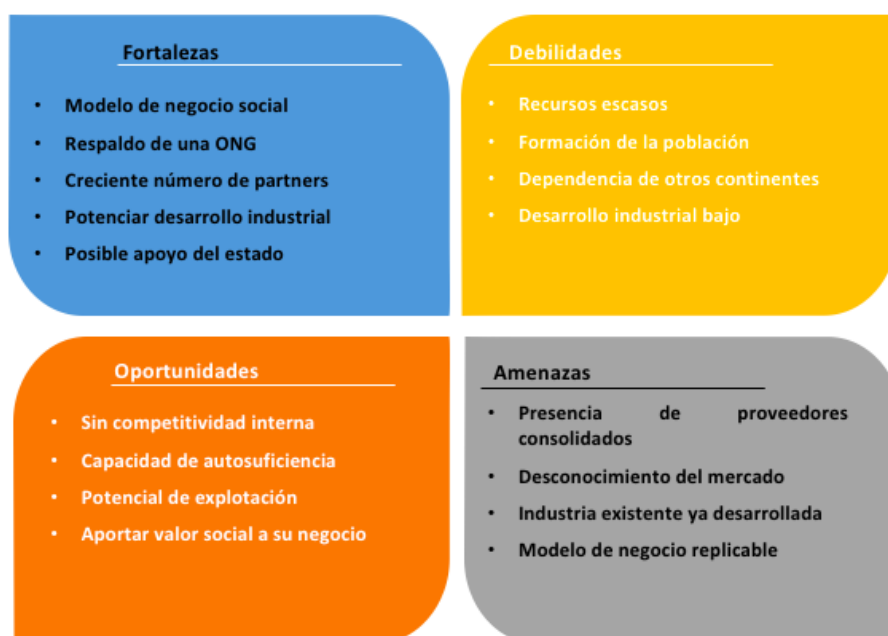 Fortalezas
• Modelo de negocio social
• Respaldo de una ONG
• Creciente número de partners
• Potenciar desarrollo industrial
• Posible apoyo del estado
Debilidades
• Recursos escasos
• Formación de la población
• Dependencia de otros continentes
• Desarrollo industrial bajo
Oportunidades
• Sin competitividad interna
• Capacidad de autosuficiencia
• Potencial de explotación
• Aportar valor social a su negocio
Amenazas
• Presencia de proveedores
consolidados
• Desconocimiento del mercado
• Industria existente ya desarrollada
• Modelo de negocio replicable